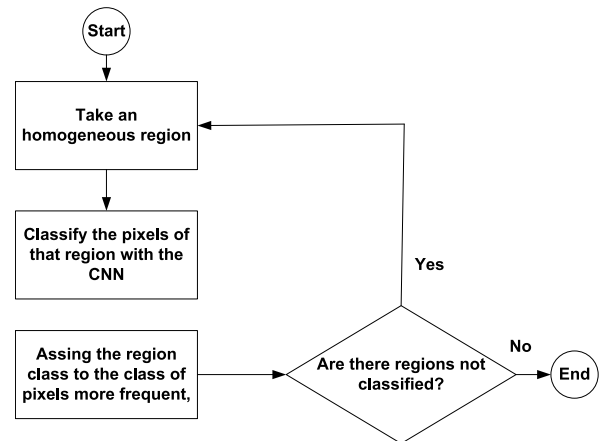 Start
Take an
homogeneous region
Classify the pixels of
that region with the
CNN
Yes
Assing the region
class to the class of
pixels more frequent,
Are there regions not
classified?
No
End